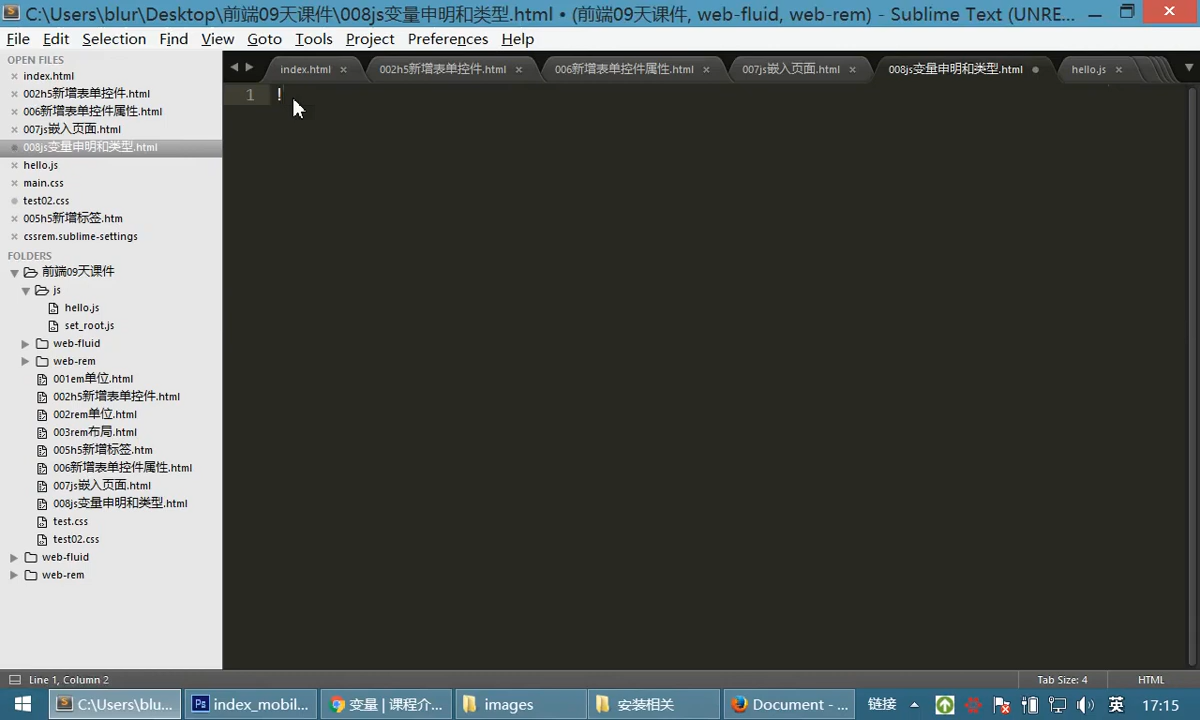 C:\Users\blur\Desktop\前端09天课件\008js变量申明和类型.html • (前端09天课件, web-fluid, web-rem) - Sublime Text (UNRE...
File Edit Selection Find View Goto Tools Project Preferences Help
OPEN FILES
index.html
002h5新增表单控件.html
006新增表单控件属性.html
007js嵌入页面.html
008js变量申明和类型.html
hello.js
main.css
test02.css
005h5新增标签.htm
cssrem.sublime-settings
FOLDERS
前端09天课件
js
hello.js
set_root.js
web-fluid
web-rem
001em单位.html
002h5新增表单控件.html
002rem单位.html
003rem布局.html
005h5新增标签.htm
006新增表单控件属性.html
007js嵌入页面.html
008js变量申明和类型.html
test.css
test02.css
web-fluid
web-rem
index.html 002h5新增表单控件.html 006新增表单控件属性.html 007js嵌入页面.html 008js变量申明和类型.html hello.js
1 !
Line 1, Column 2 Tab Size: 4 HTML
C:\Users\blu... index_mobil... 变量 | 课程介... images 安装相关 Document - ... 链接 英 17:15